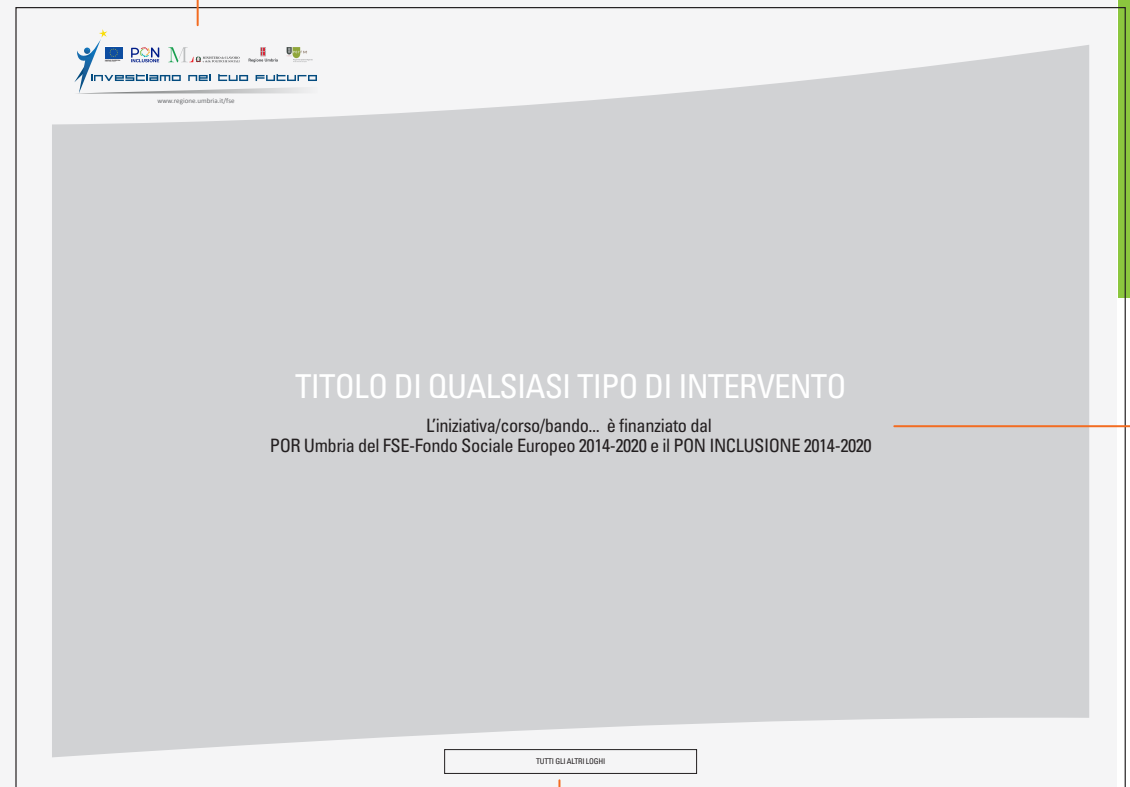 PON
INCLUSIONE
Regione Umbria
Investiamo nel tuo Futuro
www.regione.umbria.it/fse
TITOLO DI QUALSIASI TIPO DI INTERVENTO
L'iniziativa/corso/bando... è finanziato dal
POR Umbria del FSE-Fondo Sociale Europeo 2014-2020 e il PON INCLUSIONE 2014-2020
TUTTI GLI ALTRI LOGHI